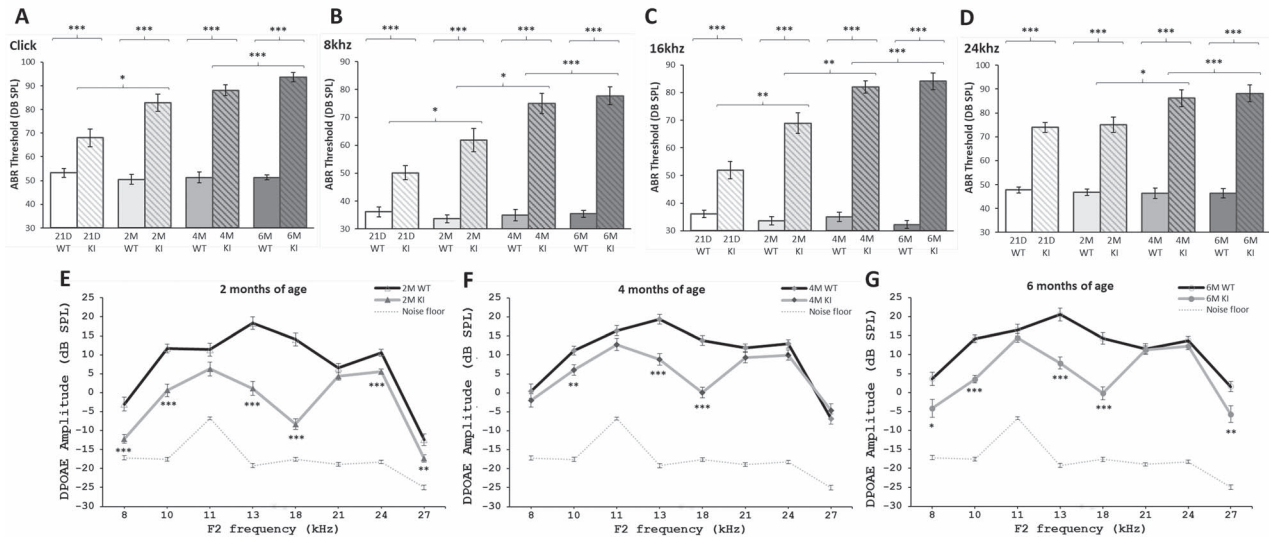 A
Click
*** *** *** ***
***
*
ABR Threshold (DB SPL)
100
90
80
70
60
50
40
30
21D WT
21D KI
2M WT
2M KI
4M WT
4M KI
6M WT
6M KI
B
8khz
*** *** *** ***
***
*
*
ABR Threshold (DB SPL)
90
80
70
60
50
40
30
21D WT
21D KI
2M WT
2M KI
4M WT
4M KI
6M WT
6M KI
C
16khz
*** *** *** ***
***
**
**
ABR Threshold (DB SPL)
90
80
70
60
50
40
30
21D WT
21D KI
2M WT
2M KI
4M WT
4M KI
6M WT
6M KI
D
24khz
*** *** *** ***
***
*
ABR Threshold (DB SPL)
100
90
80
70
60
50
40
30
21D WT
21D KI
2M WT
2M KI
4M WT
4M KI
6M WT
6M KI
E
2 months of age
2M WT
2M KI
Noise floor
DPOAE Amplitude (dB SPL)
25
20
15
10
5
0
-5
-10
-15
-20
-25
-30
*** *** *** *** *** **
8 10 11 13 18 21 24 27
F2 frequency (kHz)
F
4 months of age
4M WT
4M KI
Noise floor
DPOAE Amplitude (dB SPL)
25
20
15
10
5
0
-5
-10
-15
-20
-25
-30
** *** ***
8 10 11 13 18 21 24 27
F2 frequency (kHz)
G
6 months of age
6M WT
6M KI
Noise floor
DPOAE Amplitude (dB SPL)
25
20
15
10
5
0
-5
-10
-15
-20
-25
-30
* *** *** *** **
8 10 11 13 18 21 24 27
F2 frequency (kHz)